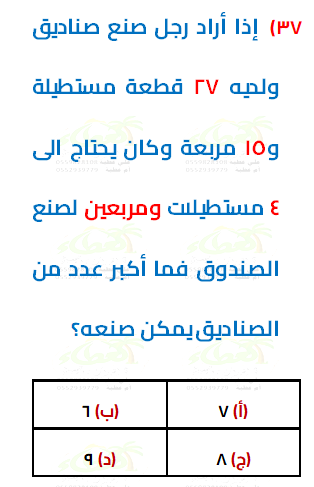 ٣٧) إذا أراد رجل صنع صناديق
ولديه ٢٧ قطعة مستطيلة
و١٥ مربعة وكان يحتاج الى
٤ مستطيلات ومربعين لصنع
الصندوق فما أكبر عدد من
الصناديق يمكن صنعه؟
(أ) ٧
(ب) ٦
(ج) ٨
(د) ٩